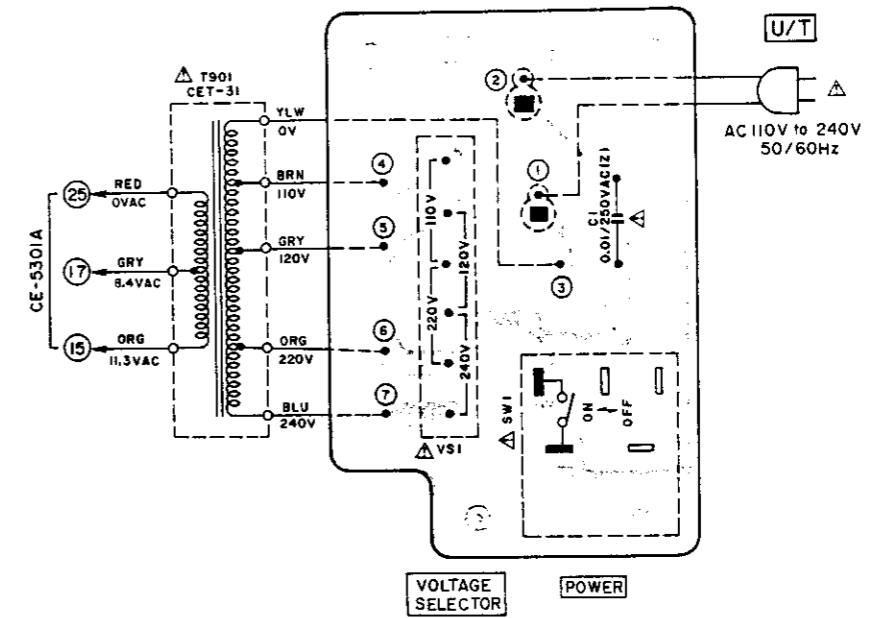 U/T
⚠ T901
CET-31
YLW
0V
BRN
110V
GRY
120V
ORG
220V
BLU
240V
RED
0VAC
GRY
8.4VAC
ORG
11.3VAC
25
17
15
CE-5301A
2
1
3
4
5
6
7
110V
120V
220V
240V
⚠ VS1
C1
0.01/250VAC(Z)
⚠
⚠
AC 110V to 240V
50/60Hz
⚠ SW1
ON
OFF
VOLTAGE
SELECTOR
POWER